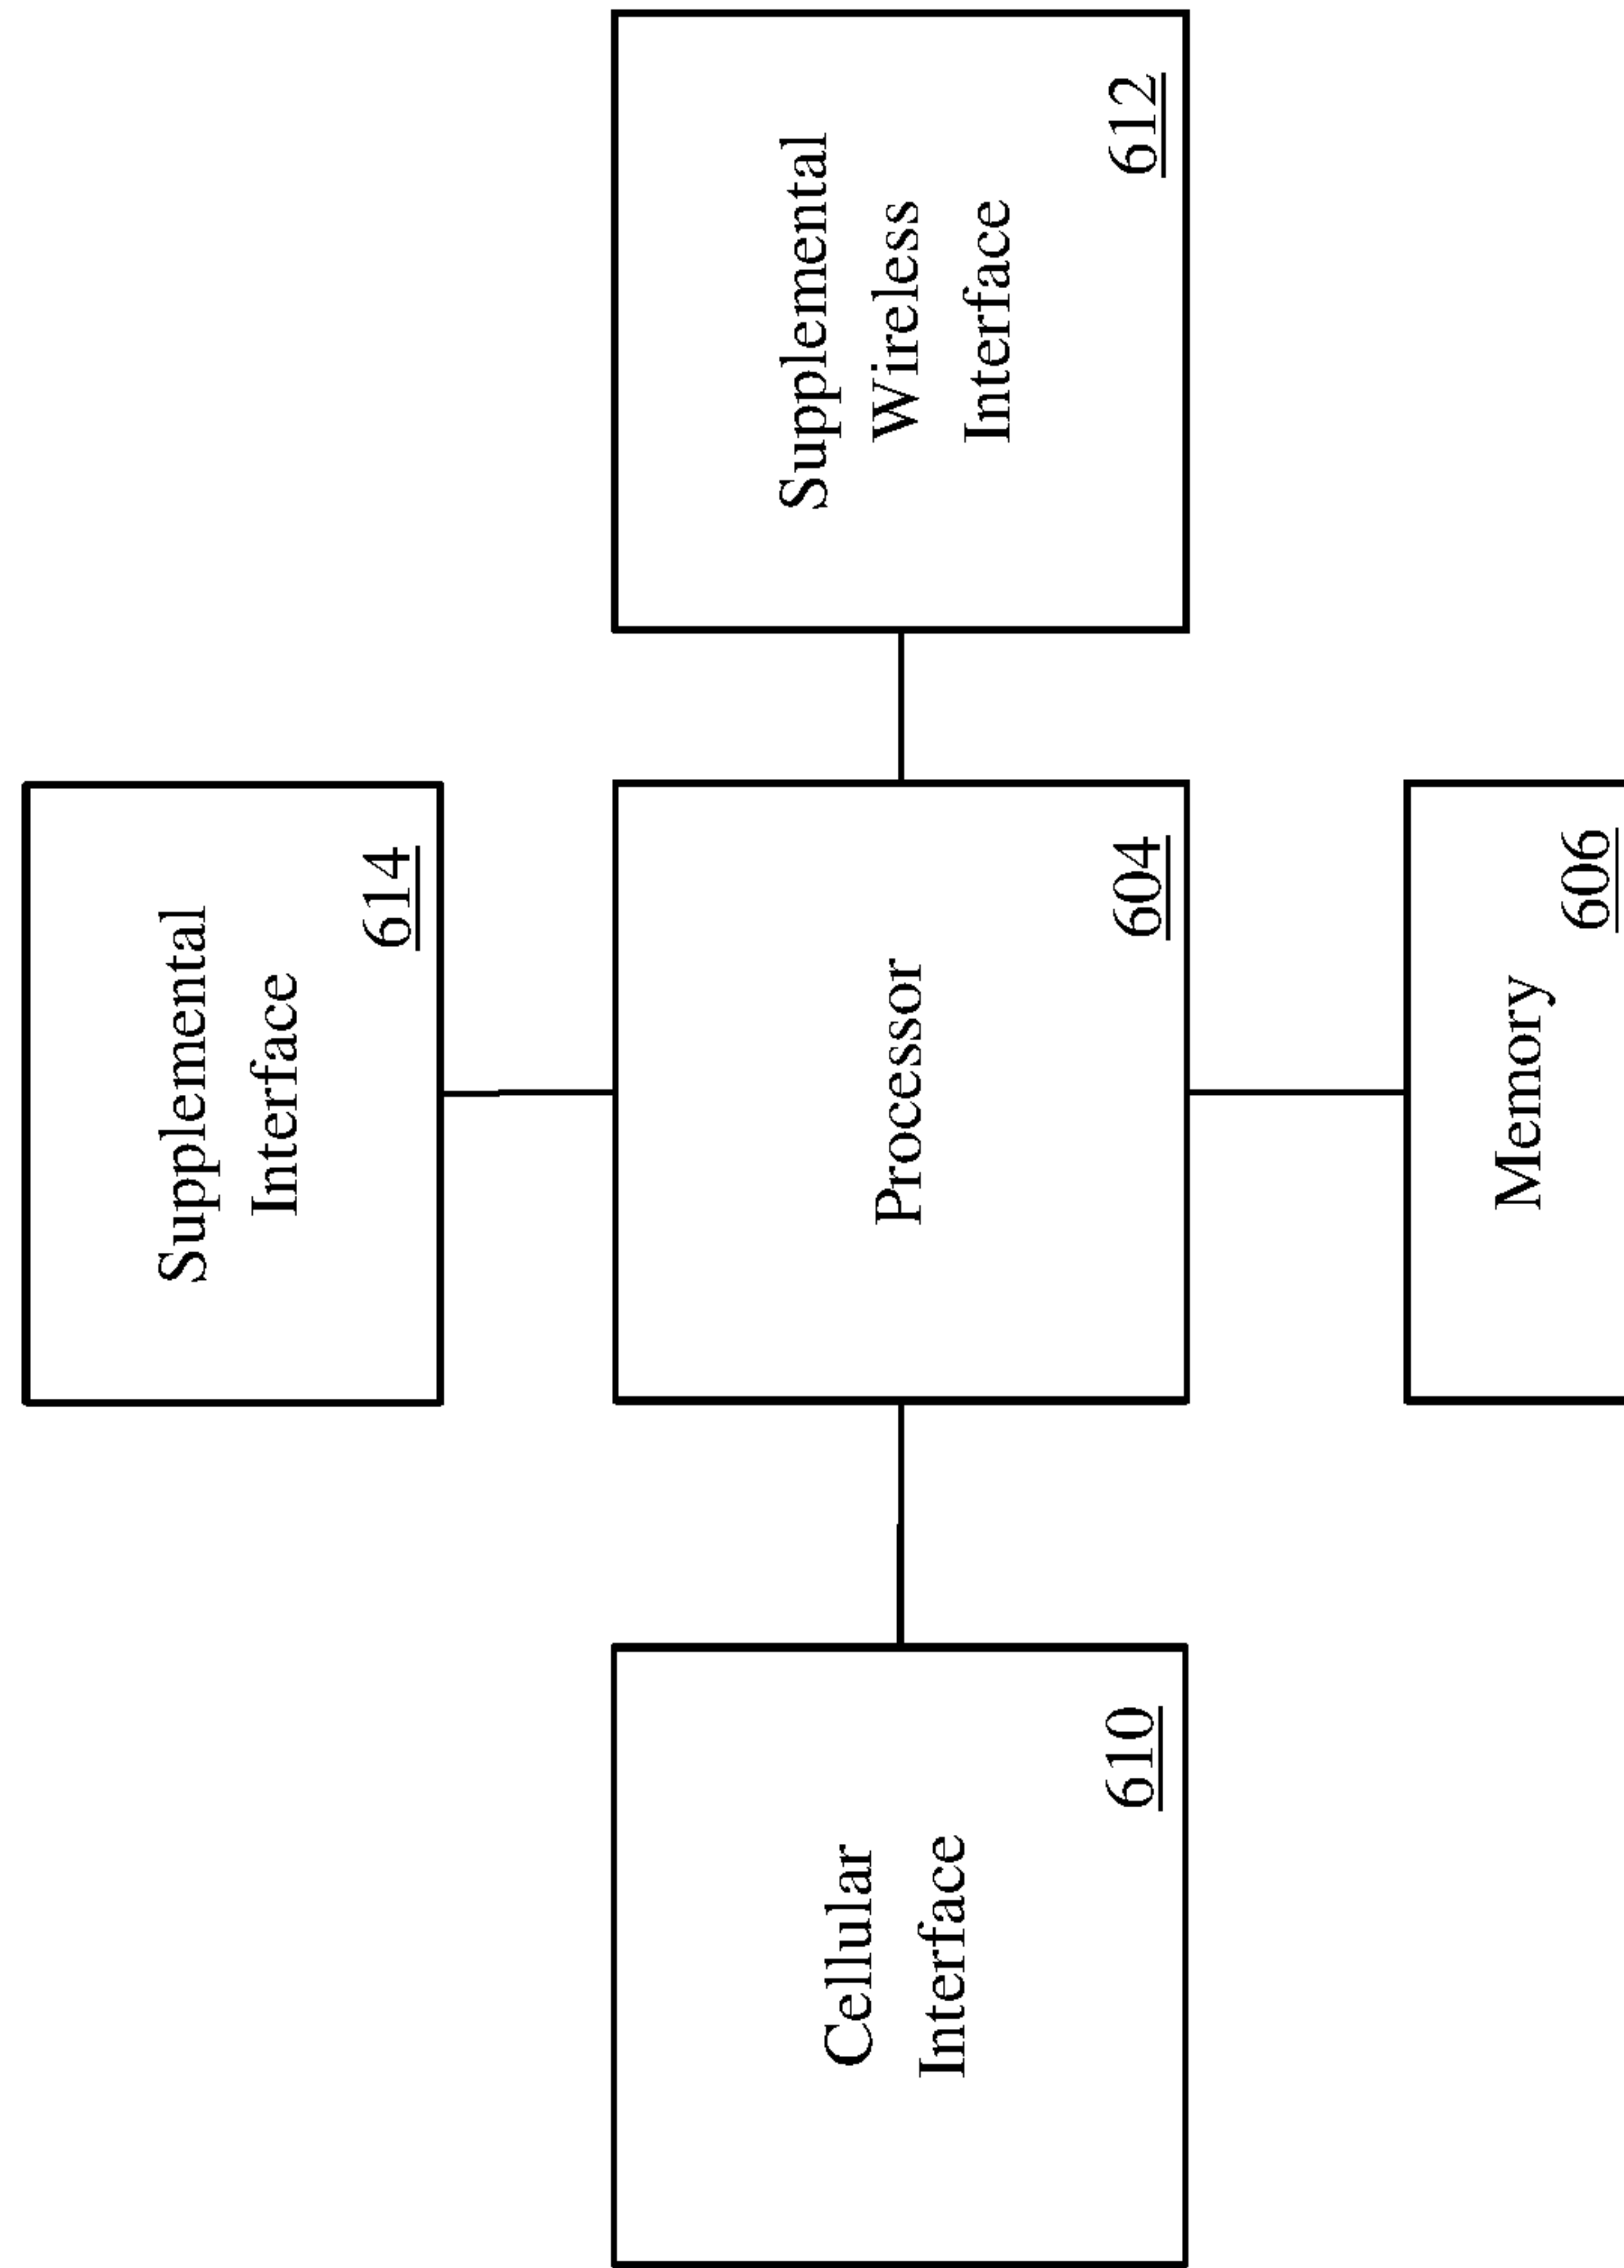 Supplemental
Interface
614
Cellular
Interface
610
Processor
604
Supplemental
Wireless
Interface
612
Memory
606